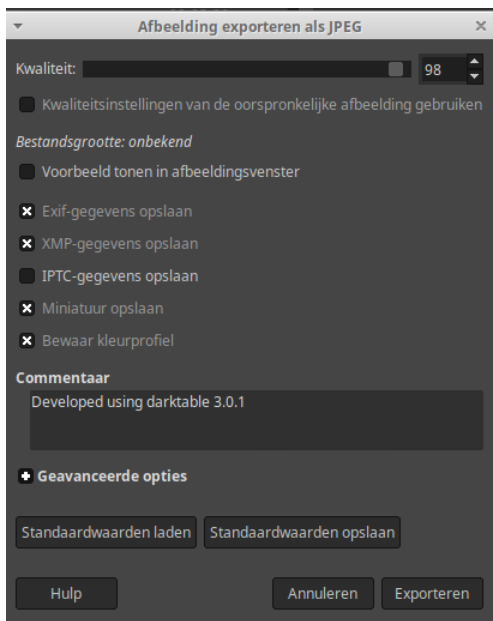 Afbeelding exporteren als JPEG
Kwaliteit: 98
Kwaliteitsinstellingen van de oorspronkelijke afbeelding gebruiken
Bestandsgrootte: onbekend
Voorbeeld tonen in afbeeldingsvenster
Exif-gegevens opslaan
XMP-gegevens opslaan
IPTC-gegevens opslaan
Miniatuur opslaan
Bewaar kleurprofiel
Commentaar
Developed using darktable 3.0.1
Geavanceerde opties
Standaardwaarden laden Standaardwaarden opslaan
Hulp Annuleren Exporteren